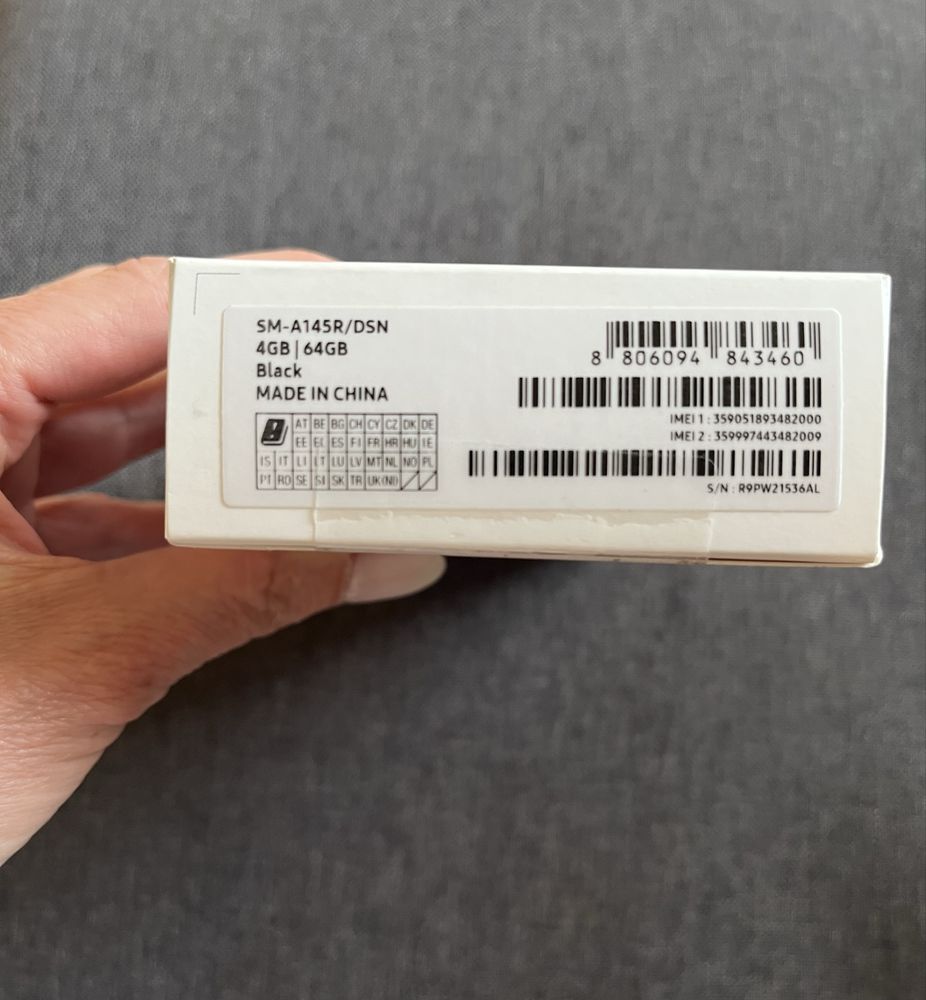 SM-A145R/DSN
4GB | 64GB
Black
MADE IN CHINA
AT BE BG CH CY CZ DK DE
EE EL ES FI FR HR HU IE
IS IT LI LT LU LV MT NL NO PL
PT RO SE SI SK TR UK(NI)
8 806094 843460
IMEI 1 : 359051893482000
IMEI 2 : 359997443482009
S/N : R9PW21536AL